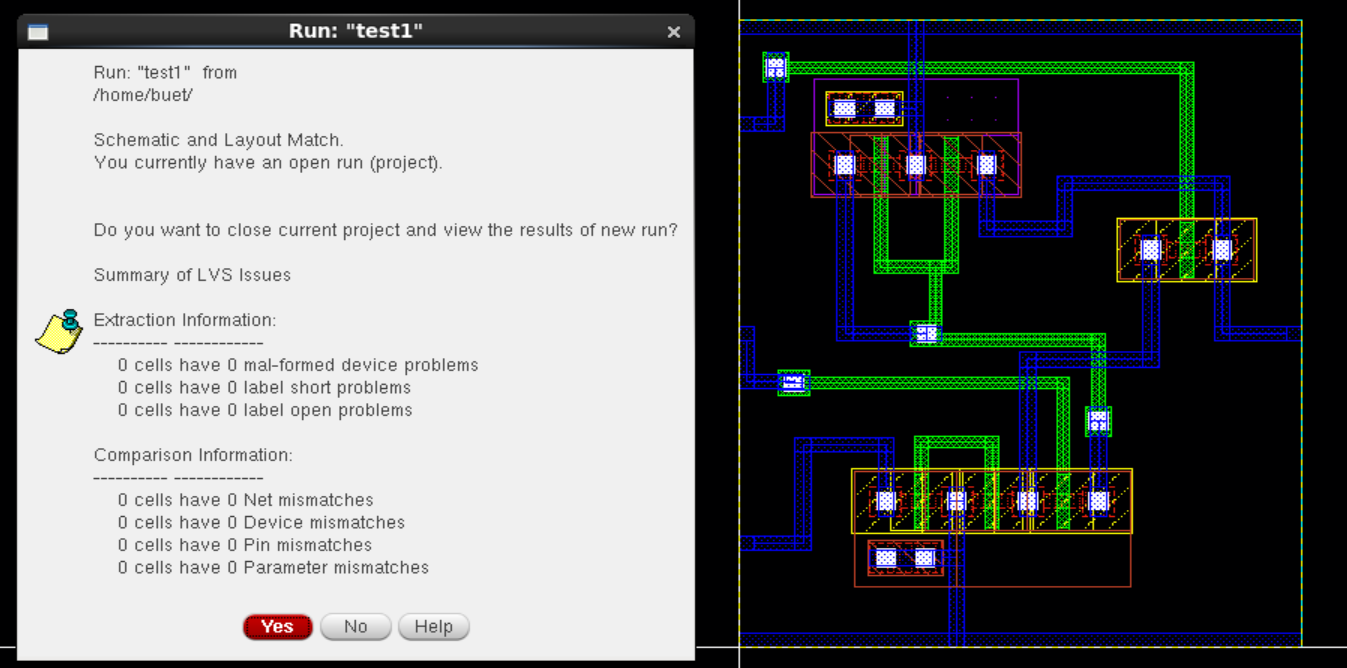 Run: "test1"
Run: "test1"  from
/home/buet/
Schematic and Layout Match.
You currently have an open run (project).
Do you want to close current project and view the results of new run?
Summary of LVS Issues
Extraction Information:
---------- ------------
0 cells have 0 mal-formed device problems
0 cells have 0 label short problems
0 cells have 0 label open problems
Comparison Information:
---------- ------------
0 cells have 0 Net mismatches
0 cells have 0 Device mismatches
0 cells have 0 Pin mismatches
0 cells have 0 Parameter mismatches
Yes No Help